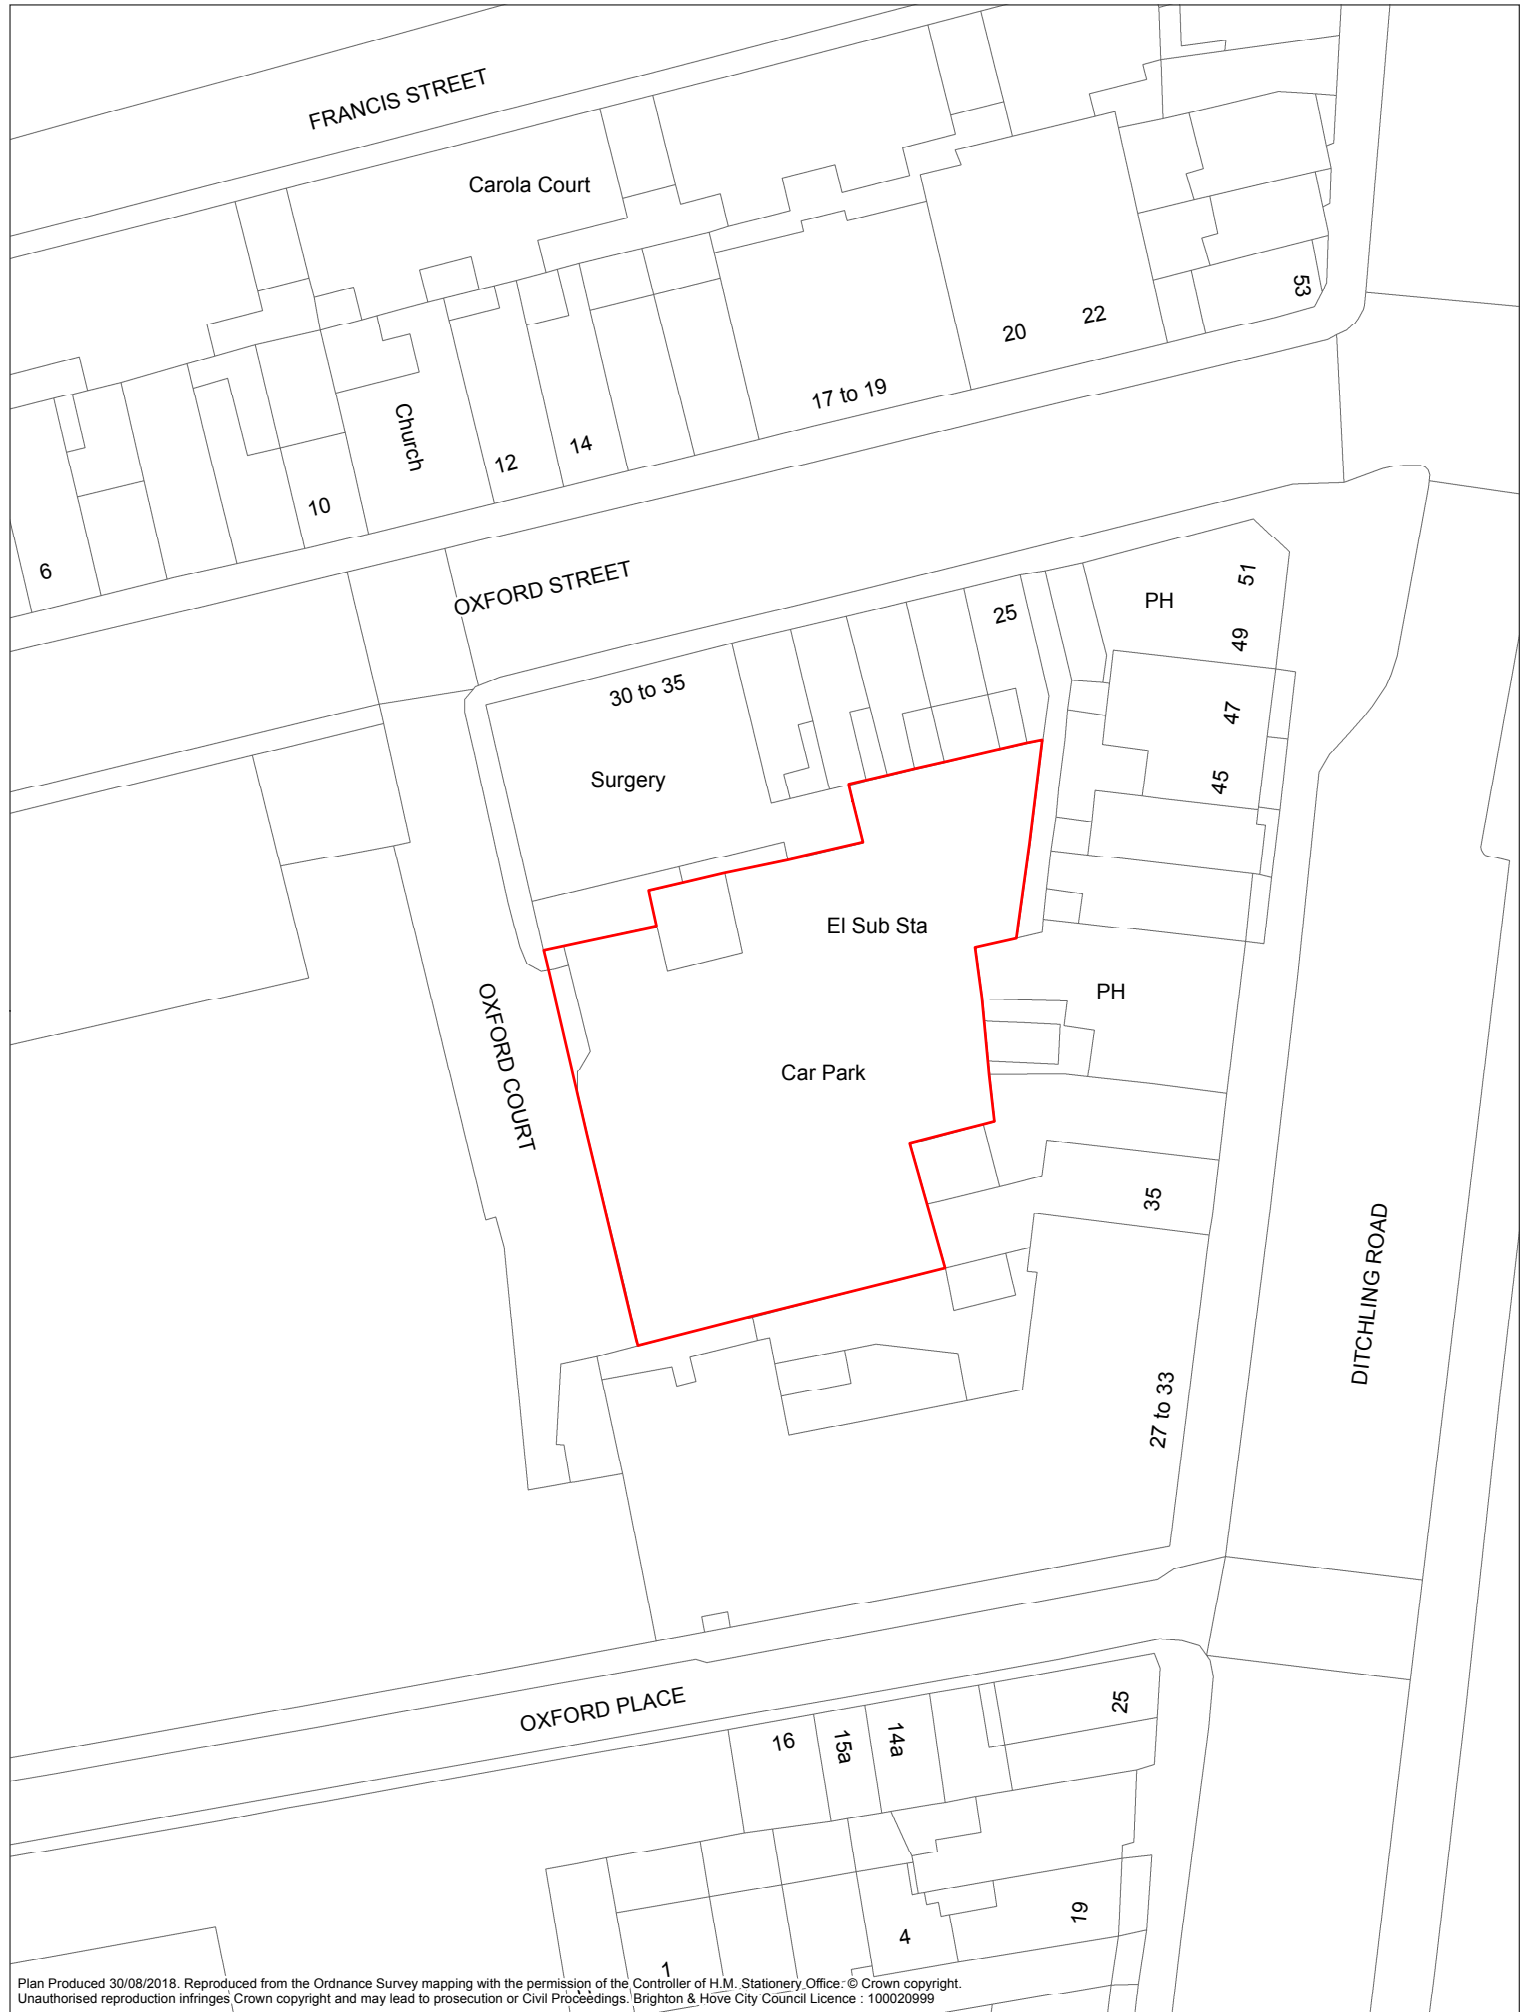 FRANCIS STREET
Carola Court
53
22
20
17 to 19
Church
14
12
10
6
OXFORD STREET
51
PH
49
25
30 to 35
47
Surgery
45
El Sub Sta
PH
OXFORD COURT
Car Park
35
DITCHLING ROAD
27 to 33
OXFORD PLACE
25
16
15a
14a
19
4
1
Plan Produced 30/08/2018. Reproduced from the Ordnance Survey mapping with the permission of the Controller of H.M. Stationery Office. © Crown copyright.
Unauthorised reproduction infringes Crown copyright and may lead to prosecution or Civil Proceedings. Brighton & Hove City Council Licence : 100020999